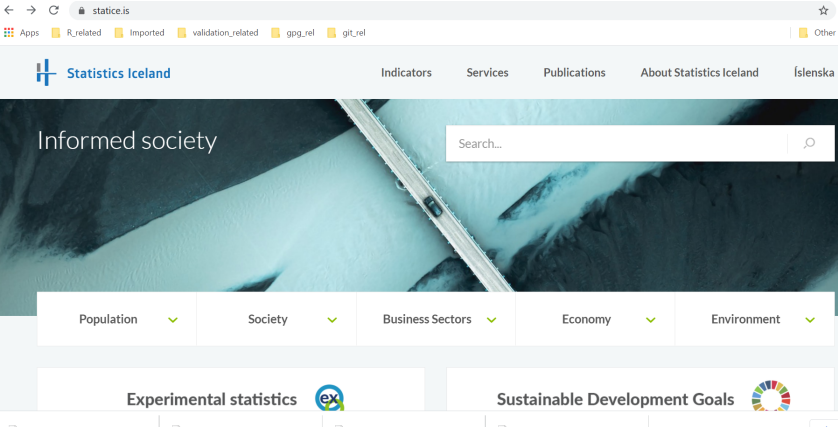 statice.is
Apps R_related Imported validation_related gpg_rel git_rel Other
Statistics Iceland Indicators Services Publications About Statistics Iceland Íslenska
Informed society Search...
Population Society Business Sectors Economy Environment
Experimental statistics ex Sustainable Development Goals